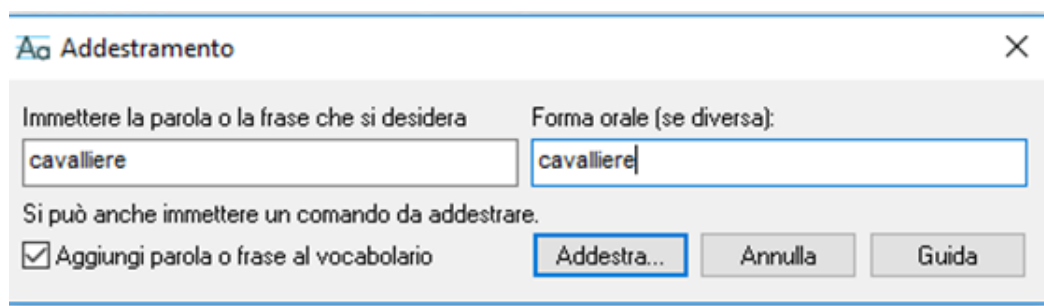 Aa Addestramento
Immettere la parola o la frase che si desidera
Forma orale (se diversa):
cavalliere
cavalliere
Si può anche immettere un comando da addestrare.
Aggiungi parola o frase al vocabolario
Addestra...
Annulla
Guida